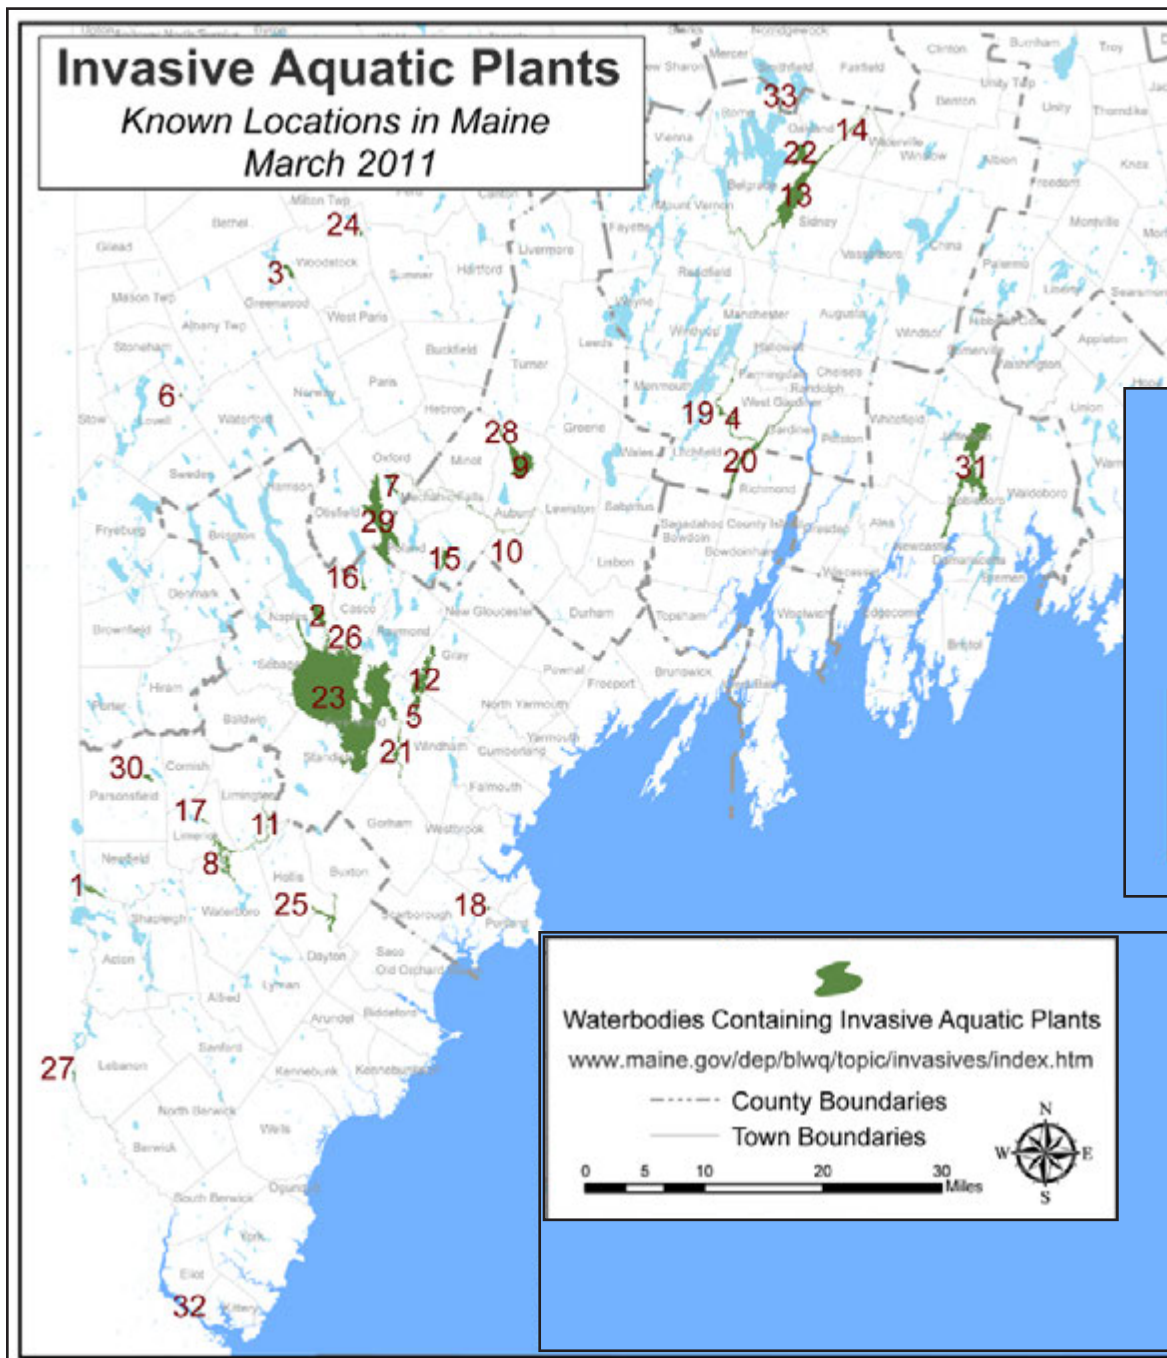 Invasive Aquatic Plants
Known Locations in Maine
March 2011
Mercer
Norridgewock
Clinton
Burnham
Troy
New Sharon
Smithfield
Fairfield
Unity Twp
33
Rome
Benton
Unity
Thorndike
Vienna
Oakland
14
Waterville
22
Winslow
Albion
Knox
Belgrade
Freedom
13
Milton Twp
Mount Vernon
Sidney
Montville
24
Bethel
Fayette
China
Gilead
Livermore
Vassalboro
3
Woodstock
Sumner
Hartford
Readfield
Palermo
Mason Twp
Greenwood
Wayne
Liberty
Searsmont
Albany Twp
West Paris
Manchester
Augusta
Windsor
Stoneham
Buckfield
Leeds
Winthrop
Hallowell
Somerville
Appleton
Turner
Farmingdale
Chelsea
Washington
Paris
Monmouth
Randolph
6
Norway
Hebron
19
4
West Gardiner
Whitefield
Union
Stow
Lovell
Waterford
28
Greene
Gardiner
Pittston
Jefferson
Oxford
Minot
9
Wales
Litchfield
20
31
Sweden
Harrison
7
Mechanic Falls
Richmond
Nobleboro
Waldoboro
Otisfield
29
Auburn
Lewiston
Sabattus
Fryeburg
Bridgton
Poland
10
Bowdoin
Dresden
Alna
Newcastle
15
Lisbon
Bowdoinham
Damariscotta
16
Wiscasset
Bremen
Denmark
2
Casco
New Gloucester
Durham
Topsham
Woolwich
Edgecomb
Naples
26
Brownfield
Raymond
Gray
Bristol
Sebago
Pownal
Brunswick
Hiram
23
12
Freeport
Porter
5
North Yarmouth
Baldwin
21
Windham
Yarmouth
Standish
Cumberland
30
Cornish
Falmouth
Parsonsfield
Limington
17
11
Gorham
Westbrook
Limerick
8
Newfield
Hollis
Buxton
1
25
18
Shapleigh
Waterboro
Scarborough
Portland
Acton
Dayton
Saco
Old Orchard
Lyman
Alfred
Biddeford
Arundel
Sanford
27
Lebanon
Kennebunk
Kennebunkport
North Berwick
Wells
Berwick
South Berwick
Ogunquit
York
Eliot
32
Kittery
Waterbodies Containing Invasive Aquatic Plants
www.maine.gov/dep/blwq/topic/invasives/index.htm
County Boundaries
Town Boundaries
N
W
E
S
0 5 10 20 30
Miles